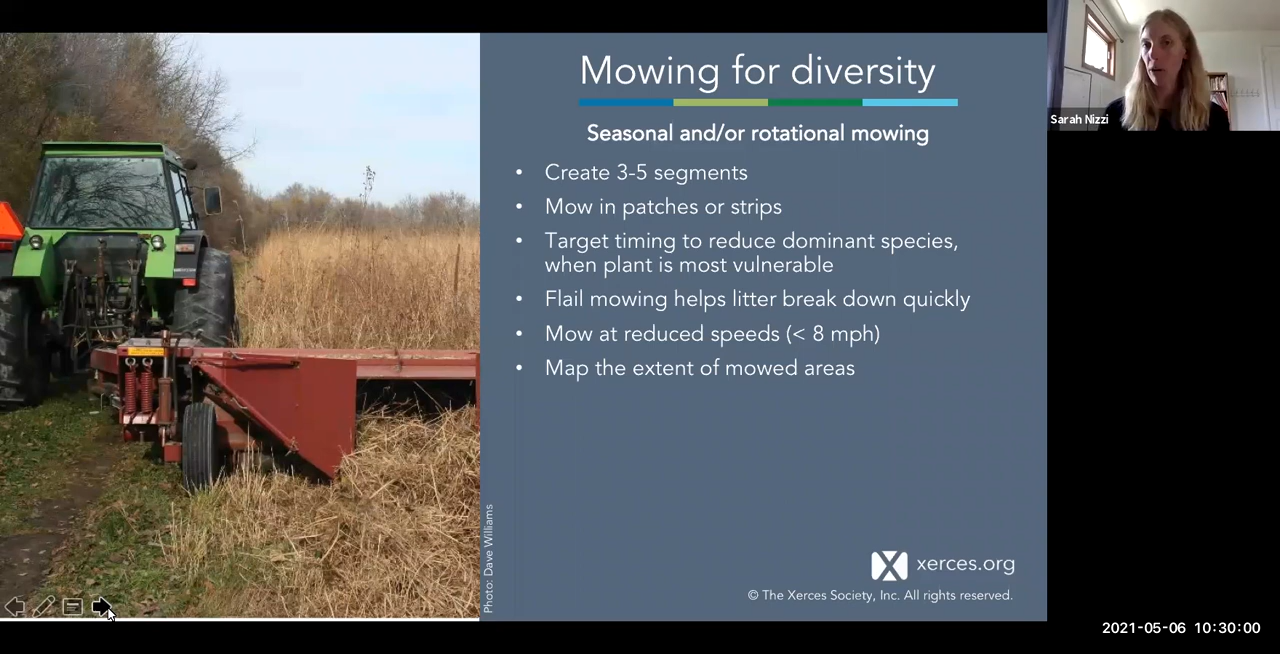 Mowing for diversity
Seasonal and/or rotational mowing
• Create 3-5 segments
• Mow in patches or strips
• Target timing to reduce dominant species,
when plant is most vulnerable
• Flail mowing helps litter break down quickly
• Mow at reduced speeds (< 8 mph)
• Map the extent of mowed areas
Photo: Dave Williams
xerces.org
© The Xerces Society, Inc. All rights reserved.
Sarah Nizzi
2021-05-06 10:30:00